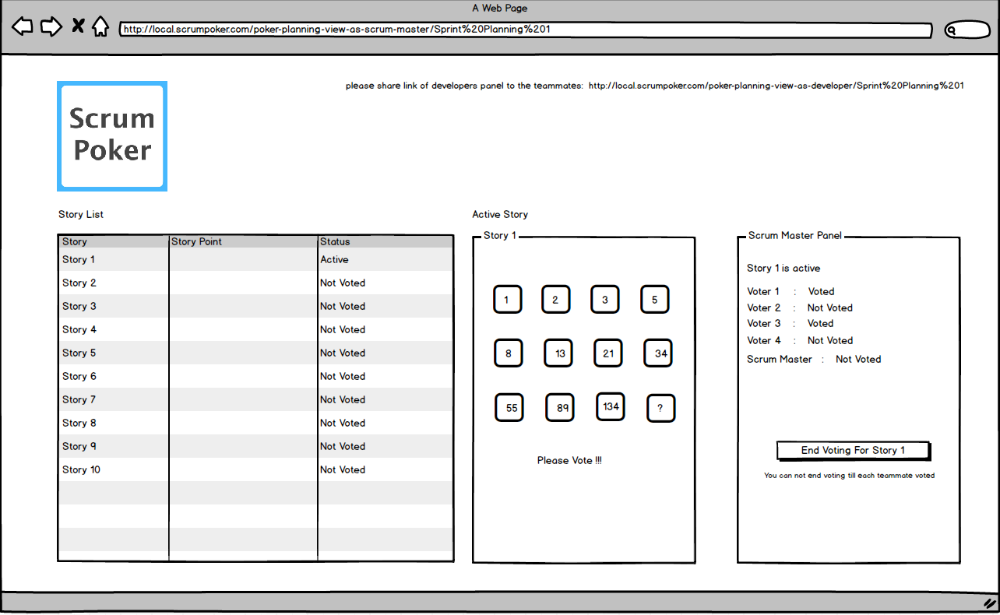 A Web Page
http://local.scrumpoker.com/poker-planning-view-as-scrum-master/Sprint%20Planning%201
please share link of developers panel to the teammates: http://local.scrumpoker.com/poker-planning-view-as-developer/Sprint%20Planning%201
Scrum
Poker
Story List
Story Story Point Status
Story 1 Active
Story 2 Not Voted
Story 3 Not Voted
Story 4 Not Voted
Story 5 Not Voted
Story 6 Not Voted
Story 7 Not Voted
Story 8 Not Voted
Story 9 Not Voted
Story 10 Not Voted
Active Story
Story 1
1 2 3 5
8 13 21 34
55 89 134 ?
Please Vote !!!
Scrum Master Panel
Story 1 is active
Voter 1 : Voted
Voter 2 : Not Voted
Voter 3 : Voted
Voter 4 : Not Voted
Scrum Master : Not Voted
End Voting For Story 1
You can not end voting till each teammate voted